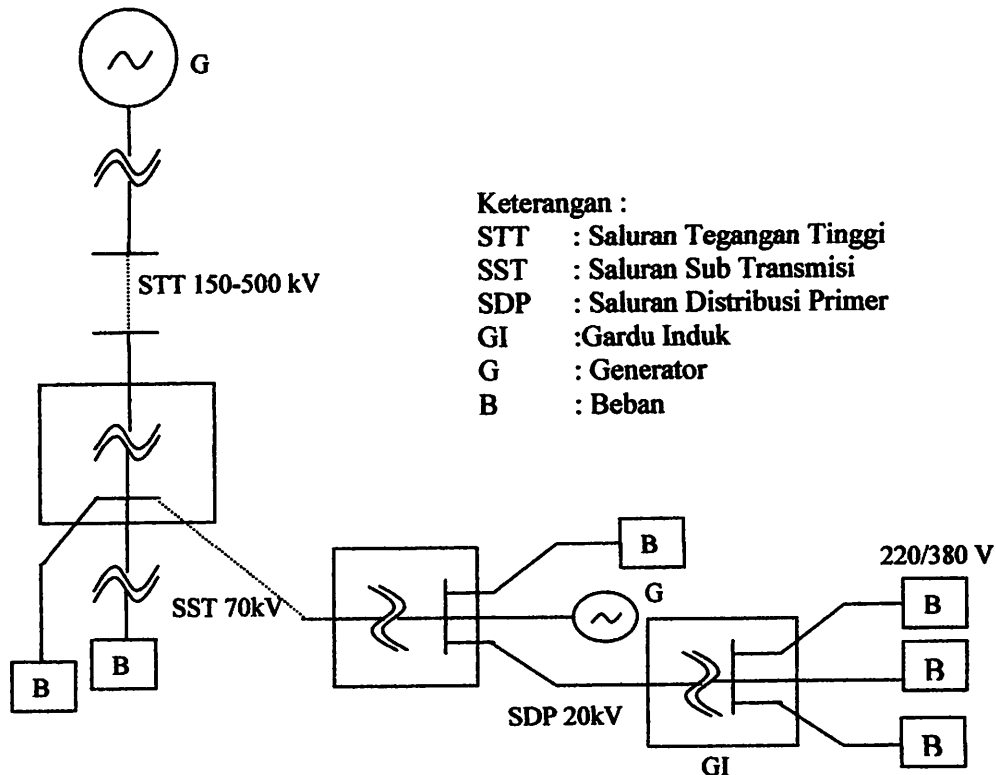 G
Keterangan :
STT : Saluran Tegangan Tinggi
SST : Saluran Sub Transmisi
SDP : Saluran Distribusi Primer
GI :Gardu Induk
G : Generator
B : Beban
STT 150-500 kV
B
220/380 V
G
B
SST 70kV
B
B
B
SDP 20kV
B
GI